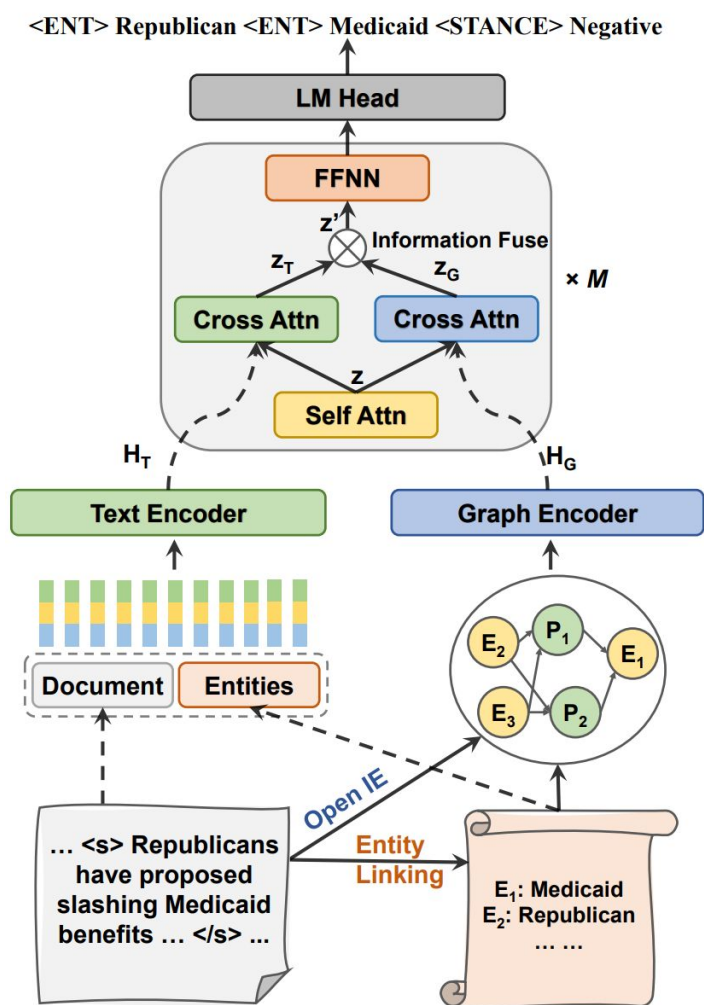 <ENT> Republican <ENT> Medicaid <STANCE> Negative
LM Head
FFNN
z'
Information Fuse
z_T
z_G
× M
Cross Attn
Cross Attn
z
Self Attn
H_T
H_G
Text Encoder
Graph Encoder
E_2
P_1
E_1
E_3
P_2
Document
Entities
Open IE
Entity
Linking
… <s> Republicans
have proposed
slashing Medicaid
benefits … </s> ...
E_1: Medicaid
E_2: Republican
… …